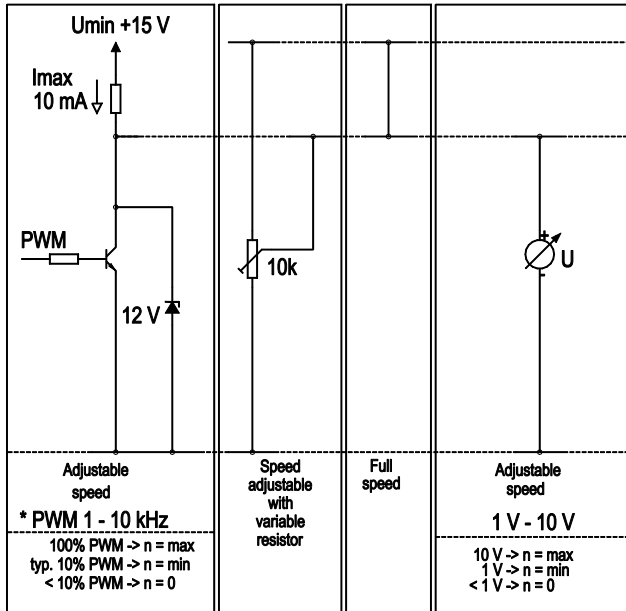 Umin +15 V
Imax
10 mA
PWM
12 V
10k
+
U
-
Adjustable
speed
* PWM 1 - 10 kHz
100% PWM -> n = max
typ. 10% PWM -> n = min
< 10% PWM -> n = 0
Speed
adjustable
with
variable
resistor
Full
speed
Adjustable
speed
1 V - 10 V
10 V -> n = max
1 V -> n = min
< 1 V -> n = 0